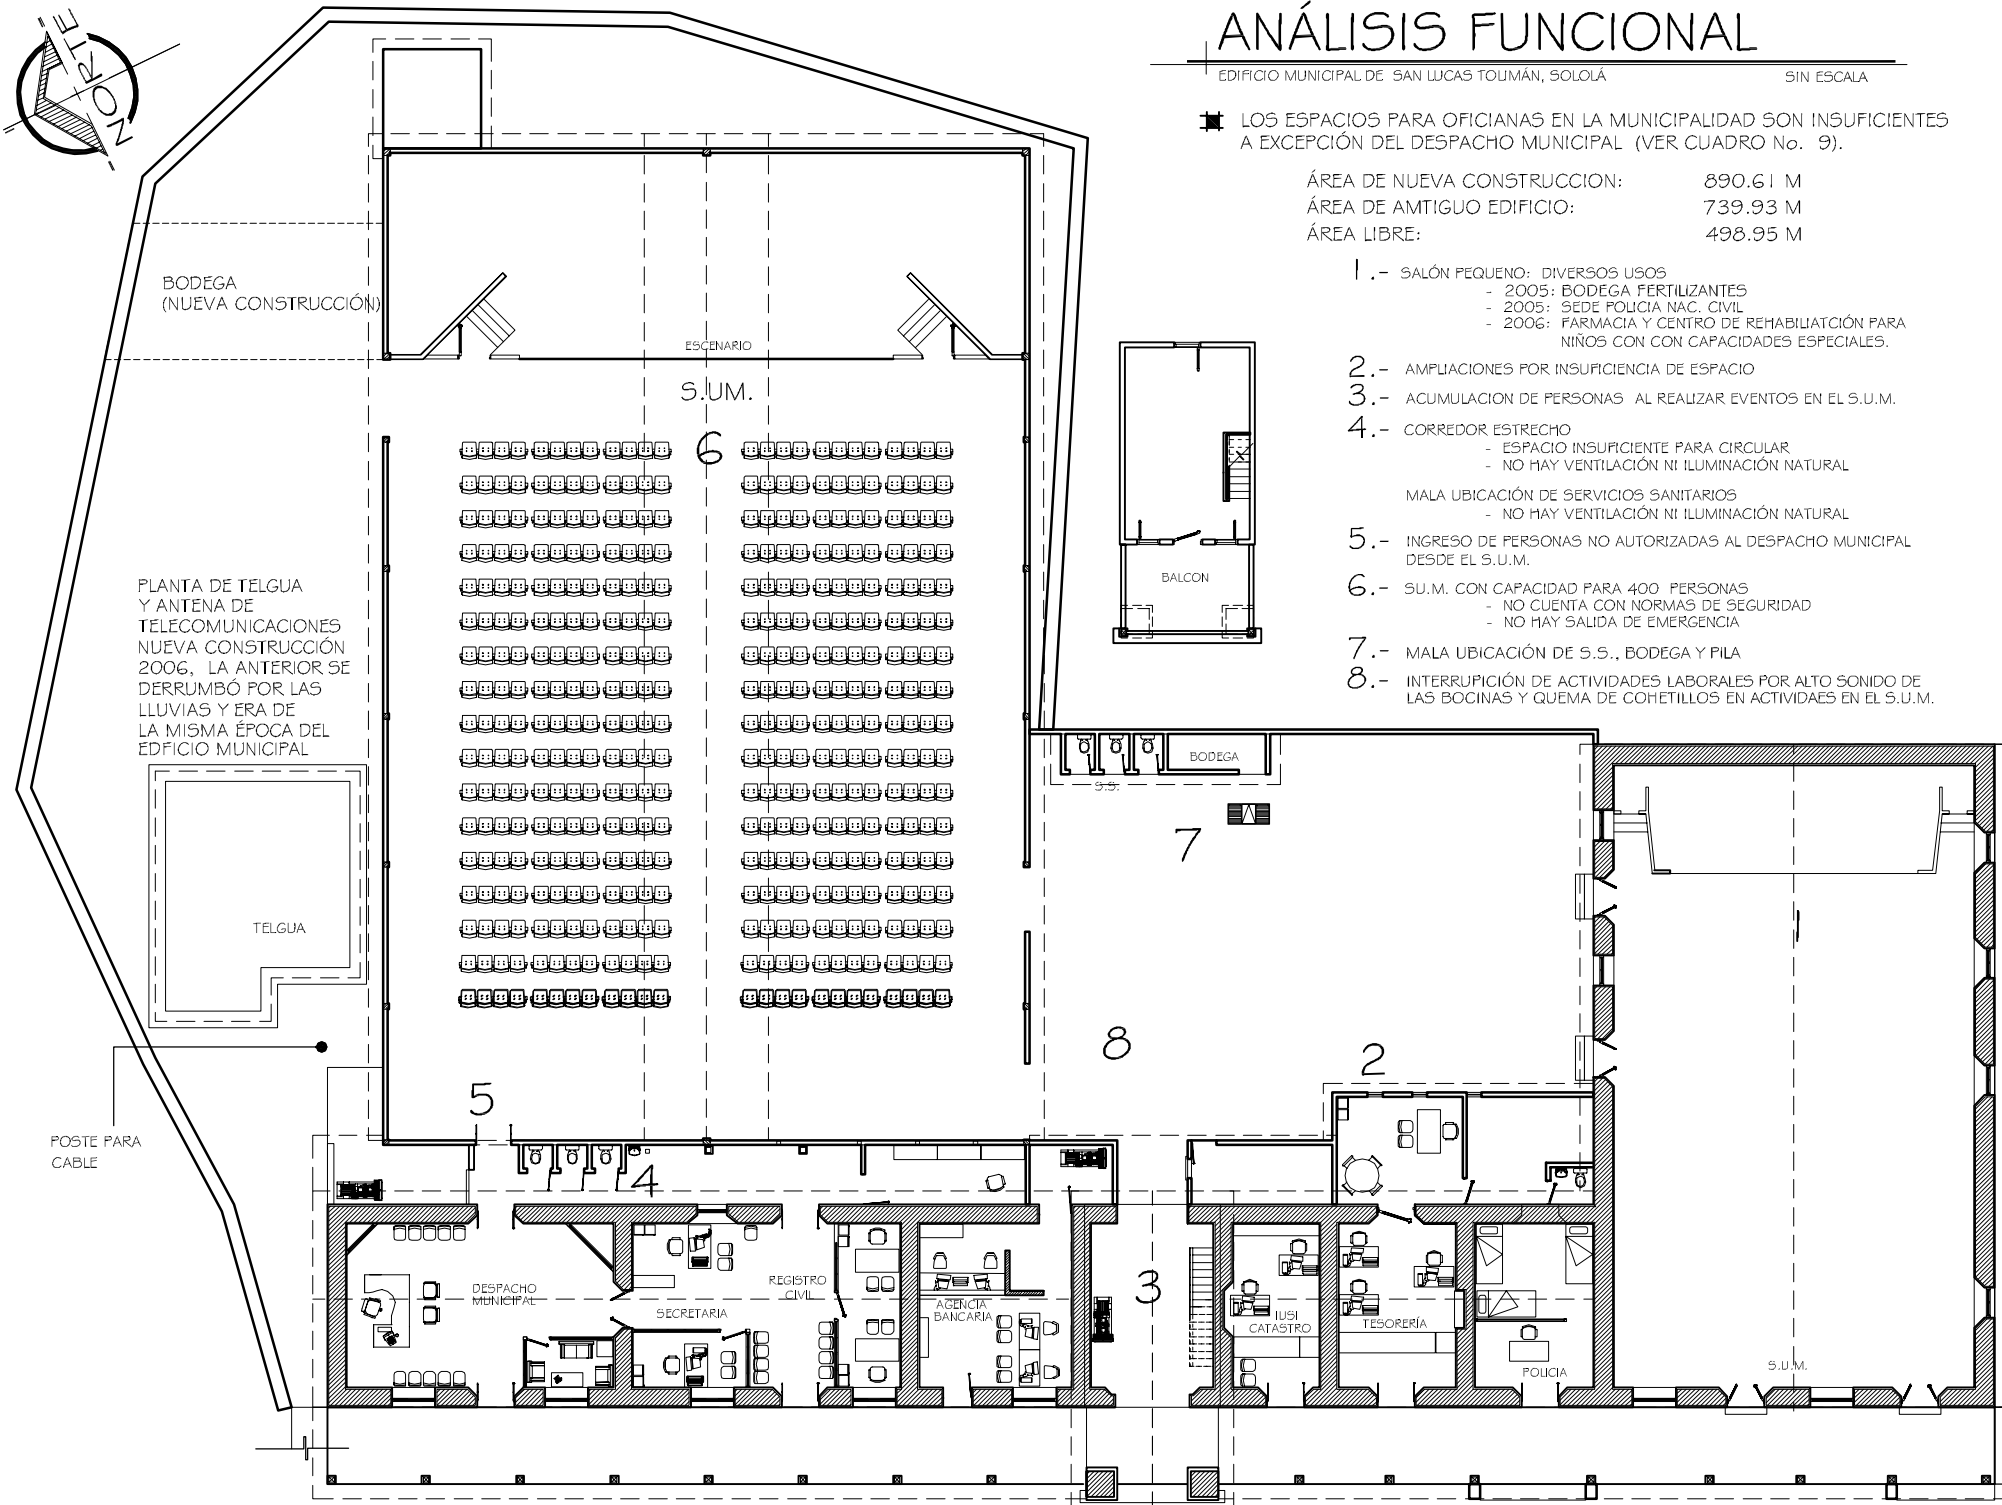 NORTE
ANÁLISIS FUNCIONAL
EDIFICIO MUNICIPAL DE SAN LUCAS TOLIMÁN, SOLOLÁ
SIN ESCALA
LOS ESPACIOS PARA OFICIANAS EN LA MUNICIPALIDAD SON INSUFICIENTES
A EXCEPCIÓN DEL DESPACHO MUNICIPAL (VER CUADRO No. 9).
ÁREA DE NUEVA CONSTRUCCION: 890.61 M
ÁREA DE AMTIGUO EDIFICIO: 739.93 M
ÁREA LIBRE: 498.95 M
1.- SALÓN PEQUENO: DIVERSOS USOS
- 2005: BODEGA FERTILIZANTES
- 2005: SEDE POLICIA NAC. CIVIL
- 2006: FARMACIA Y CENTRO DE REHABILIATCIÓN PARA
NIÑOS CON CON CAPACIDADES ESPECIALES.
2.- AMPLIACIONES POR INSUFICIENCIA DE ESPACIO
3.- ACUMULACION DE PERSONAS AL REALIZAR EVENTOS EN EL S.U.M.
4.- CORREDOR ESTRECHO
- ESPACIO INSUFICIENTE PARA CIRCULAR
- NO HAY VENTILACIÓN NI ILUMINACIÓN NATURAL
MALA UBICACIÓN DE SERVICIOS SANITARIOS
- NO HAY VENTILACIÓN NI ILUMINACIÓN NATURAL
5.- INGRESO DE PERSONAS NO AUTORIZADAS AL DESPACHO MUNICIPAL
DESDE EL S.U.M.
6.- SU.M. CON CAPACIDAD PARA 400 PERSONAS
- NO CUENTA CON NORMAS DE SEGURIDAD
- NO HAY SALIDA DE EMERGENCIA
7.- MALA UBICACIÓN DE S.S., BODEGA Y PILA
8.- INTERRUPICIÓN DE ACTIVIDADES LABORALES POR ALTO SONIDO DE
LAS BOCINAS Y QUEMA DE COHETILLOS EN ACTIVIDAES EN EL S.U.M.
BODEGA
(NUEVA CONSTRUCCIÓN)
ESCENARIO
S.UM.
6
BALCON
PLANTA DE TELGUA
Y ANTENA DE
TELECOMUNICACIONES
NUEVA CONSTRUCCIÓN
2006, LA ANTERIOR SE
DERRUMBÓ POR LAS
LLUVIAS Y ERA DE
LA MISMA ÉPOCA DEL
EDFICIO MUNICIPAL
BODEGA
S.S.
7
TELGUA
1
8
2
5
POSTE PARA
CABLE
4
3
DESPACHO
MUNICIPAL
SECRETARIA
REGISTRO
CIVIL
AGENCIA
BANCARIA
IUSI
CATASTRO
TESORERÍA
POLICIA
S.U.M.